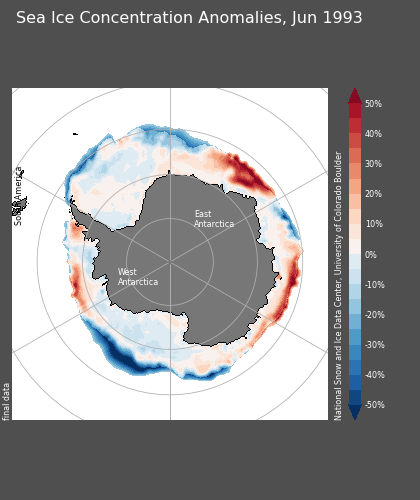 Sea Ice Concentration Anomalies, Jun 1993
South America
East
Antarctica
West
Antarctica
final data
National Snow and Ice Data Center, University of Colorado Boulder
50%
40%
30%
20%
10%
0%
-10%
-20%
-30%
-40%
-50%